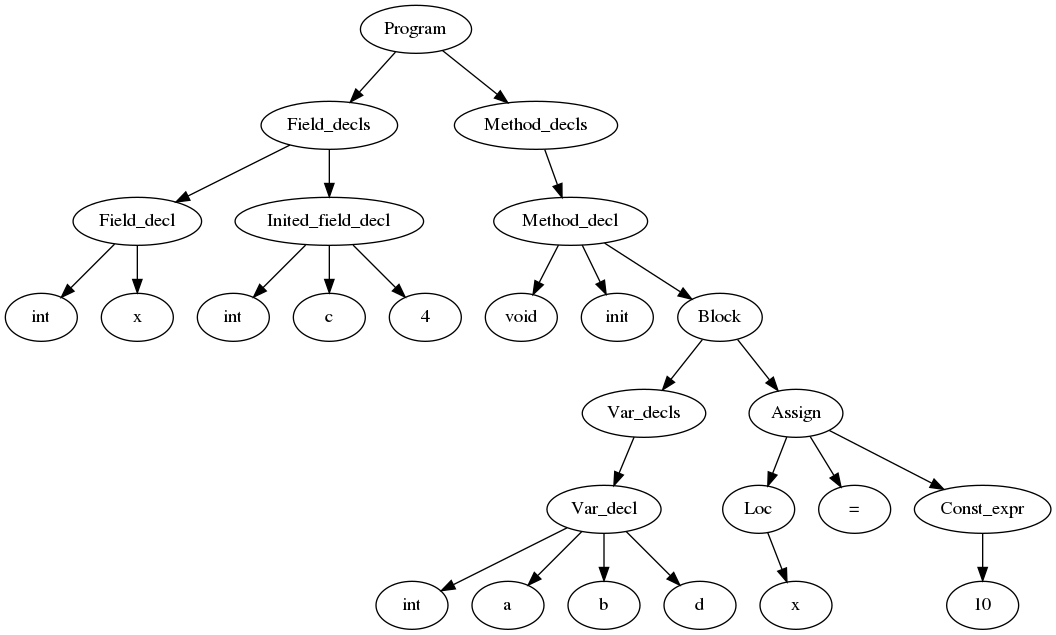 Program
Field_decls Method_decls
Field_decl Inited_field_decl Method_decl
int x int c 4 void init Block
Var_decls Assign
Var_decl Loc = Const_expr
int a b d x 10